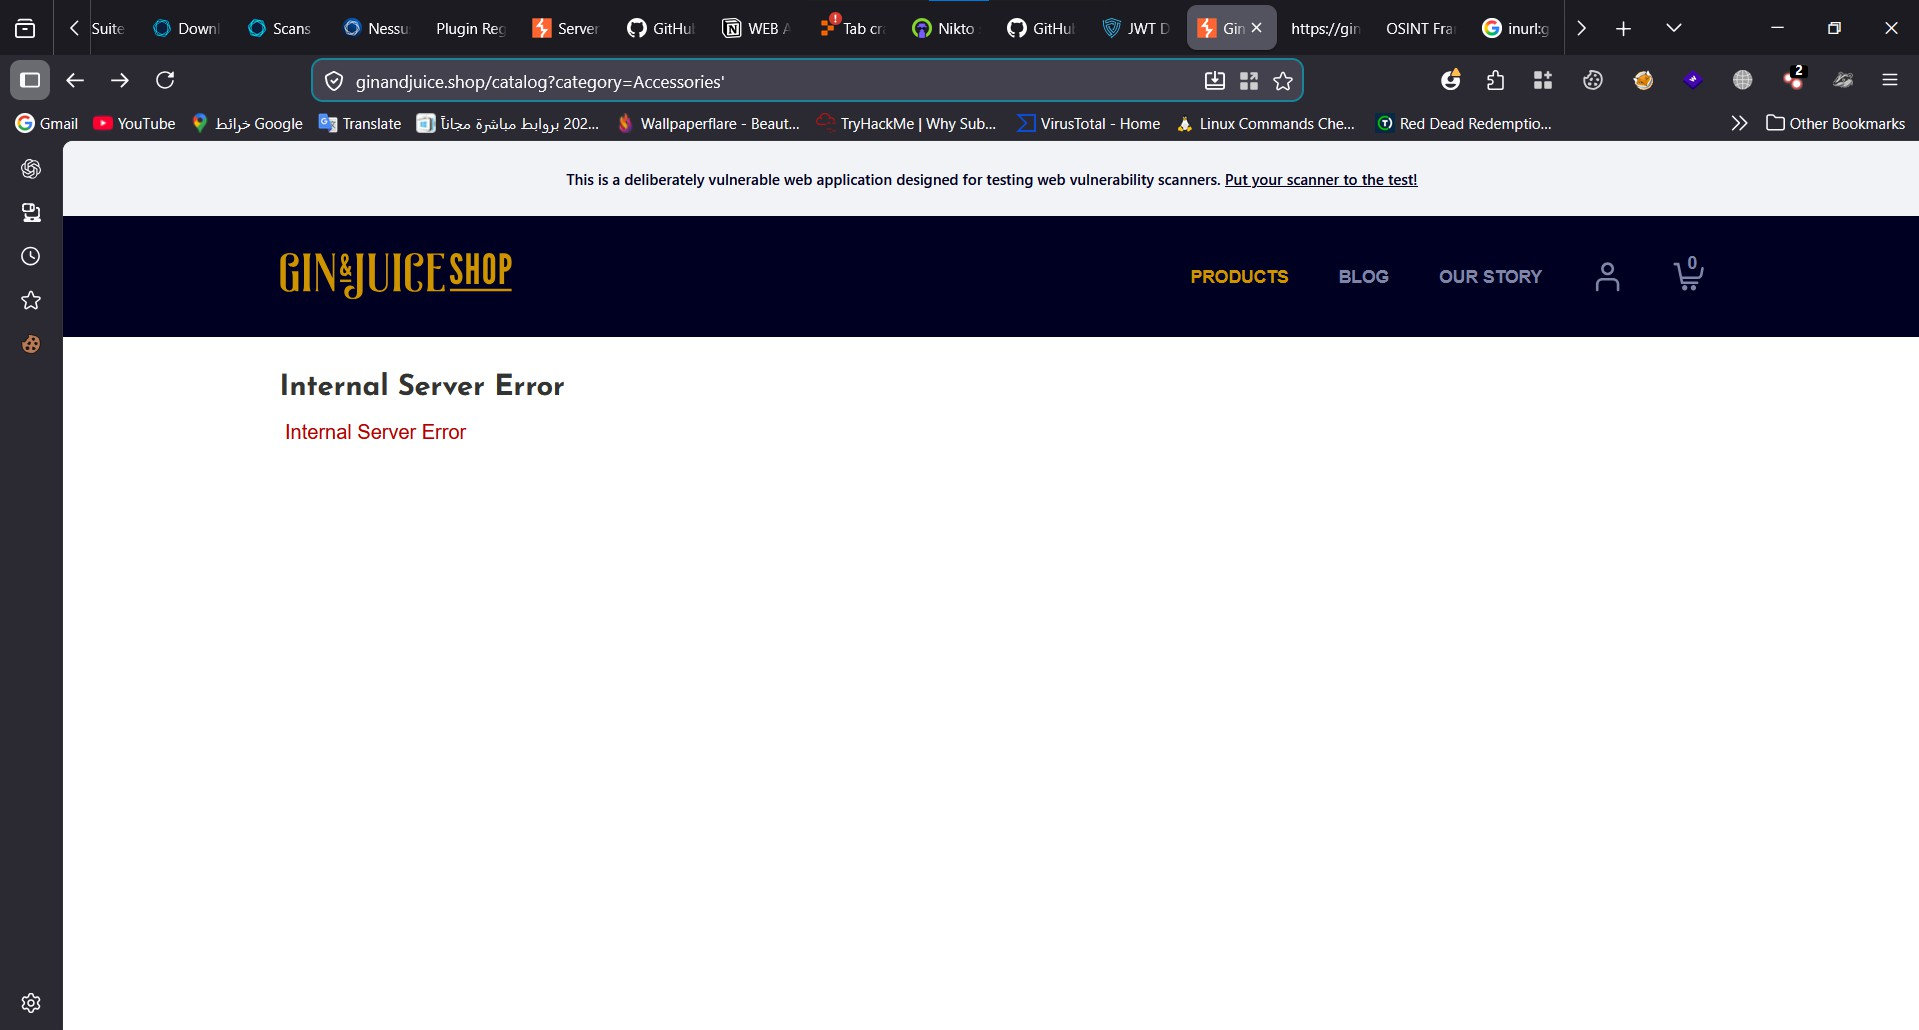 Suite
Downl
Scans
Nessu
Plugin Reg
Server
GitHu
WEB A
Tab cr
Nikto
GitHu
JWT D
Gin
https://gin
OSINT Fra
inurl:g
ginandjuice.shop/catalog?category=Accessories'
2
Gmail
YouTube
خرائط Google
Translate
بروابط مباشرة مجاناً 202...
Wallpaperflare - Beaut...
TryHackMe | Why Sub...
VirusTotal - Home
Linux Commands Che...
Red Dead Redemptio...
Other Bookmarks
This is a deliberately vulnerable web application designed for testing web vulnerability scanners. Put your scanner to the test!
GIN&JUICE SHOP
PRODUCTS
BLOG
OUR STORY
0
Internal Server Error
Internal Server Error